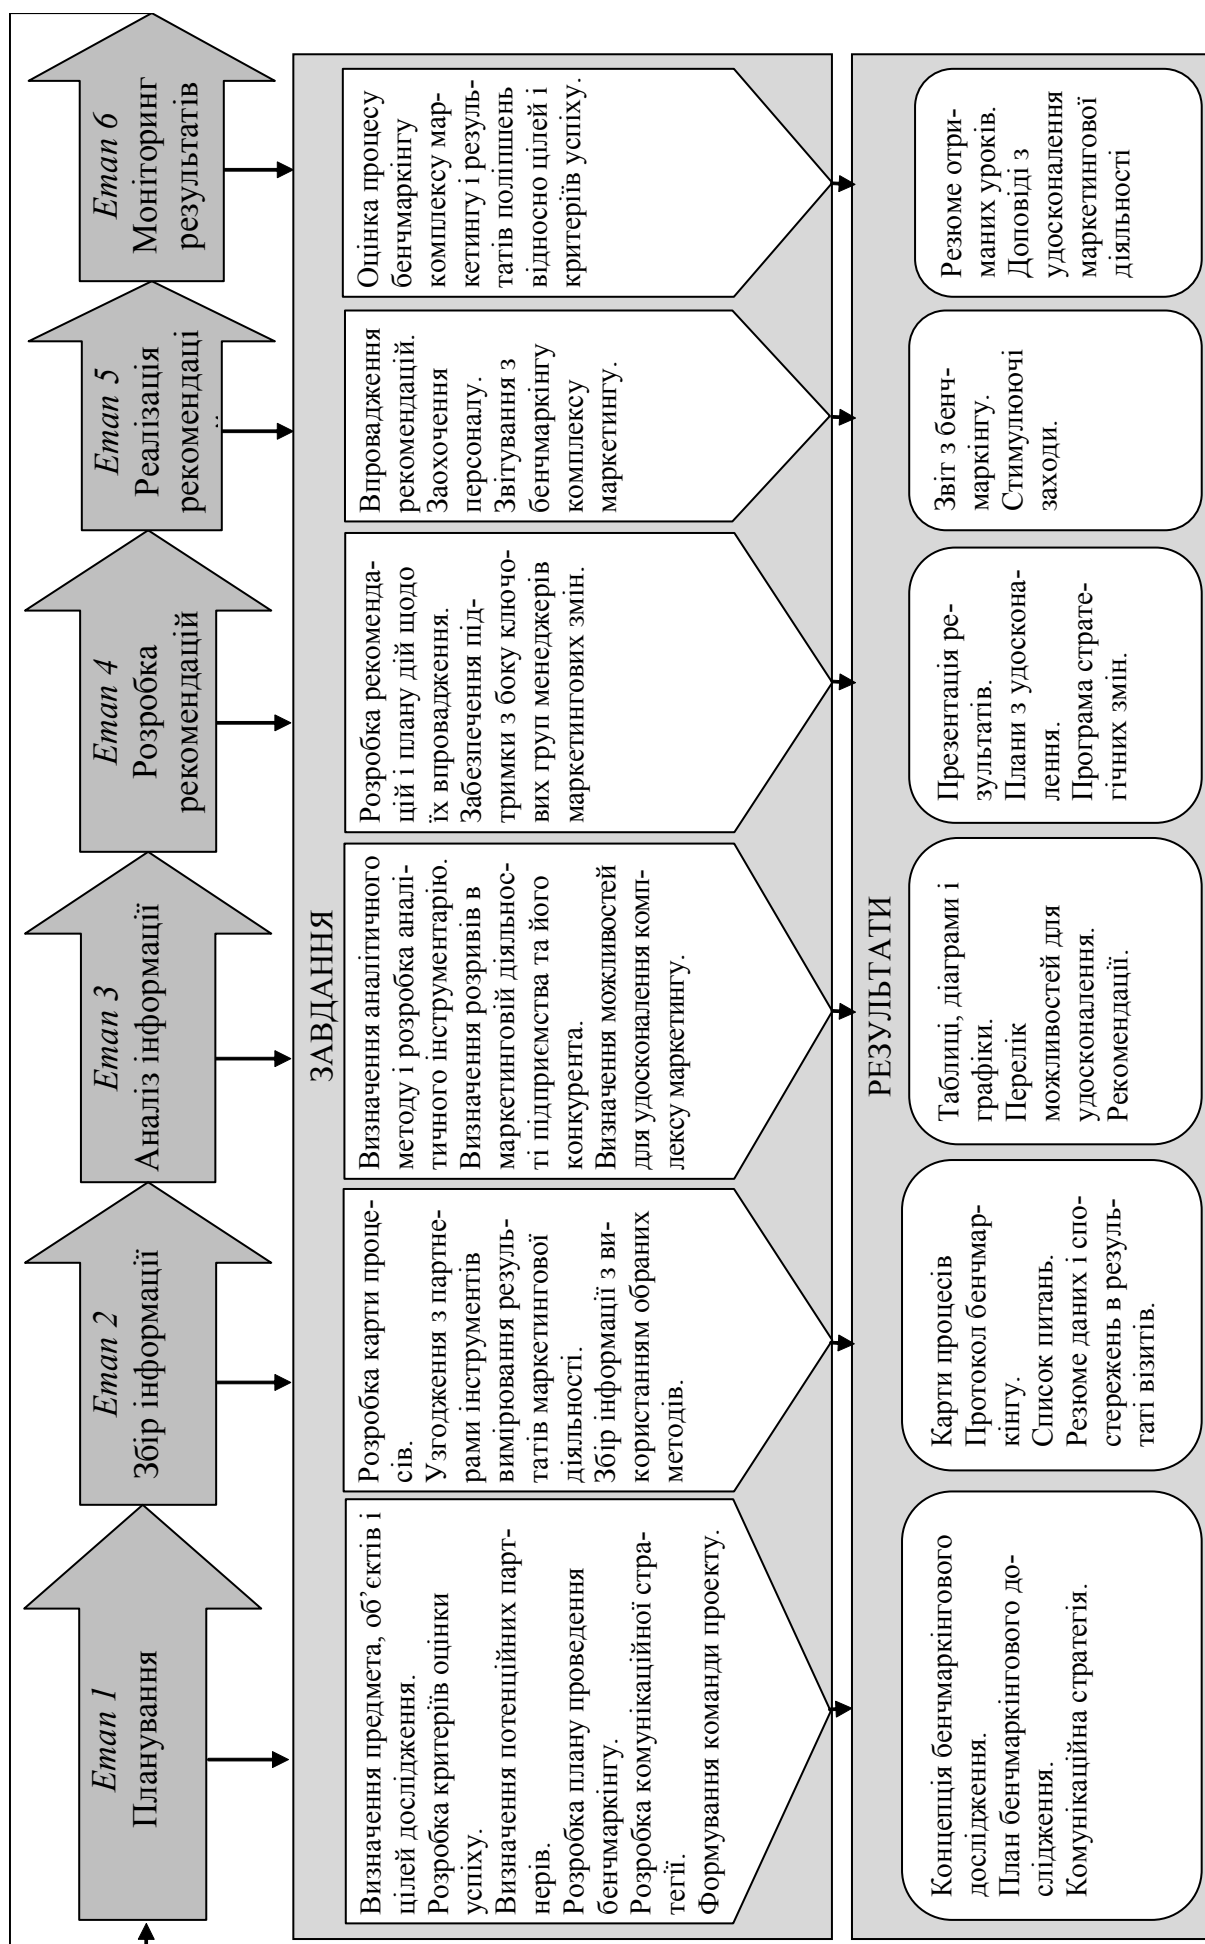 Етап 1
Планування
Етап 2
Збір інформації
Етап 3
Аналіз інформації
Етап 4
Розробка
рекомендацій
Етап 5
Реалізація
рекомендаці
ї
Етап 6
Моніторинг
результатів
ЗАВДАННЯ
Визначення предмета, об’єктів і
цілей дослідження.
Розробка критеріїв оцінки
успіху.
Визначення потенційних парт-
нерів.
Розробка плану проведення
бенчмаркінгу.
Розробка комунікаційної стра-
тегії.
Формування команди проекту.
Розробка карти проце-
сів.
Узгодження з партне-
рами інструментів
вимірювання резуль-
татів маркетингової
діяльності.
Збір інформації з ви-
користанням обраних
методів.
Визначення аналітичного
методу і розробка аналі-
тичного інструментарію.
Визначення розривів в
маркетинговій діяльнос-
ті підприємства та його
конкурента.
Визначення можливостей
для удосконалення комп-
лексу маркетингу.
Розробка рекоменда-
цій і плану дій щодо
їх впровадження.
Забезпечення під-
тримки з боку ключо-
вих груп менеджерів
маркетингових змін.
Впровадження
рекомендацій.
Заохочення
персоналу.
Звітування з
бенчмаркінгу
комплексу
маркетингу.
Оцінка процесу
бенчмаркінгу
комплексу мар-
кетингу і резуль-
татів поліпшень
відносно цілей і
критеріїв успіху.
РЕЗУЛЬТАТИ
Концепція бенчмаркінгового
дослідження.
План бенчмаркінгового до-
слідження.
Комунікаційна стратегія.
Карти процесів
Протокол бенчмар-
кінгу.
Список питань.
Резюме даних і спо-
стережень в резуль-
таті візитів.
Таблиці, діаграми і
графіки.
Перелік
можливостей для
удосконалення.
Рекомендації.
Презентація ре-
зультатів.
Плани з удоскона-
лення.
Програма страте-
гічних змін.
Звіт з бенч-
маркінгу.
Стимулюючі
заходи.
Резюме отри-
маних уроків.
Доповіді з
удосконалення
маркетингової
діяльності